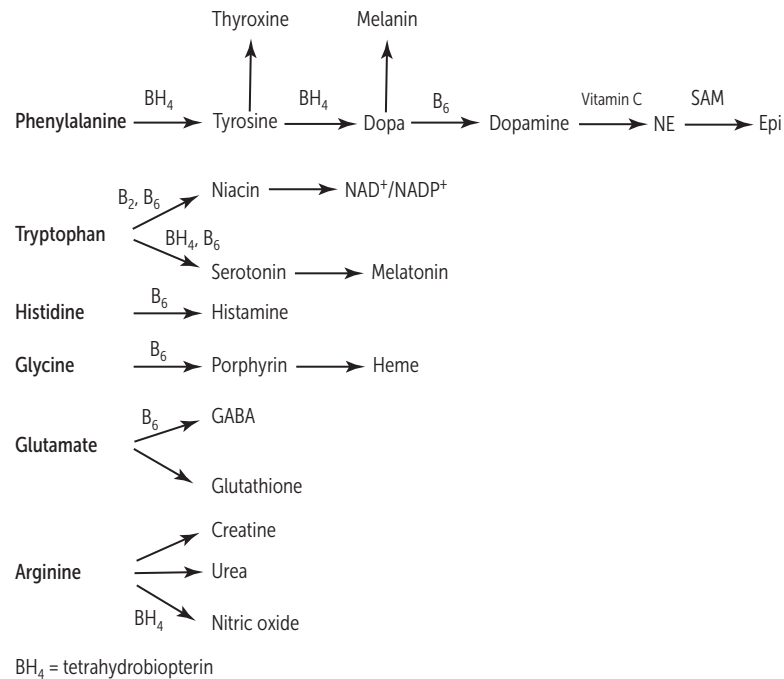 Thyroxine Melanin
BH₄ BH₄ B₆ Vitamin C SAM
Phenylalanine Tyrosine Dopa Dopamine NE Epi
B₂, B₆ Niacin NAD⁺/NADP⁺
Tryptophan
BH₄, B₆
Serotonin Melatonin
B₆
Histidine Histamine
B₆
Glycine Porphyrin Heme
B₆ GABA
Glutamate
Glutathione
Creatine
Arginine Urea
BH₄ Nitric oxide
BH₄ = tetrahydrobiopterin